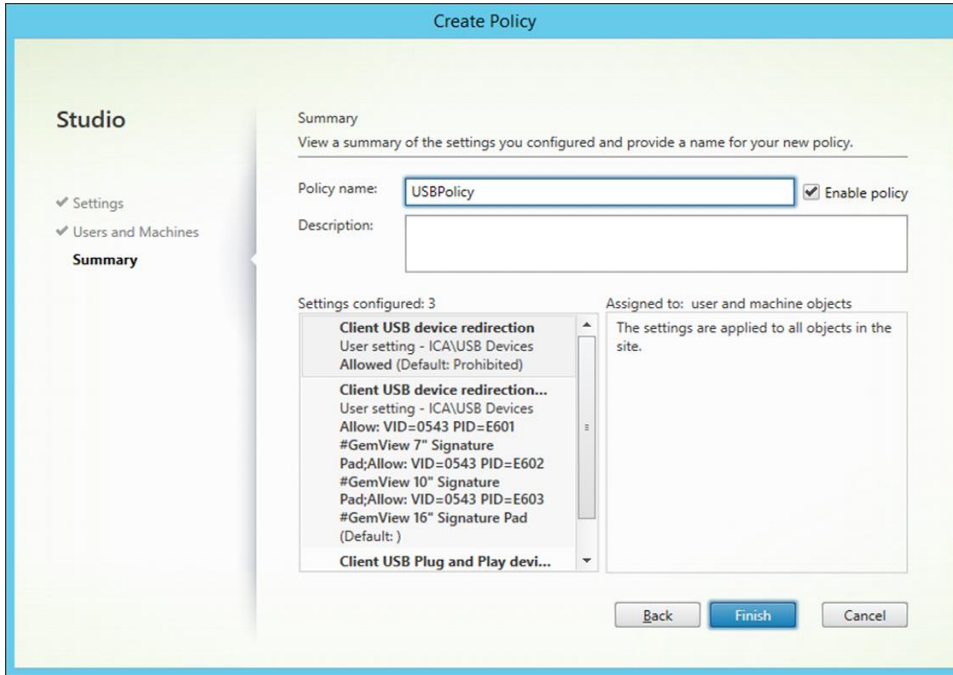 Create Policy
Studio
Settings
Users and Machines
Summary
Summary
View a summary of the settings you configured and provide a name for your new policy.
Policy name:
USBPolicy
Enable policy
Description:
Settings configured: 3
Client USB device redirection
User setting - ICA\USB Devices
Allowed (Default: Prohibited)
Client USB device redirection...
User setting - ICA\USB Devices
Allow: VID=0543 PID=E601
#GemView 7" Signature
Pad;Allow: VID=0543 PID=E602
#GemView 10" Signature
Pad;Allow: VID=0543 PID=E603
#GemView 16" Signature Pad
(Default: )
Client USB Plug and Play devi...
Assigned to: user and machine objects
The settings are applied to all objects in the
site.
Back
Finish
Cancel